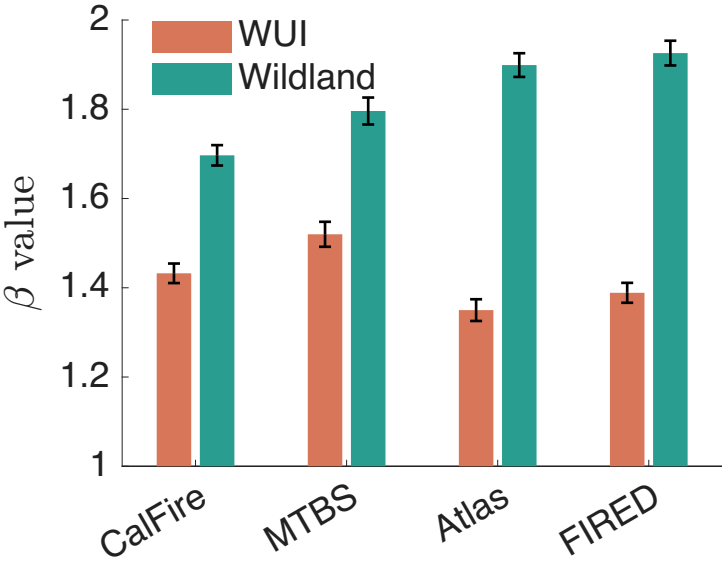 WUI
Wildland
2
1.8
1.6
1.4
1.2
1
β value
CalFire
MTBS
Atlas
FIRED